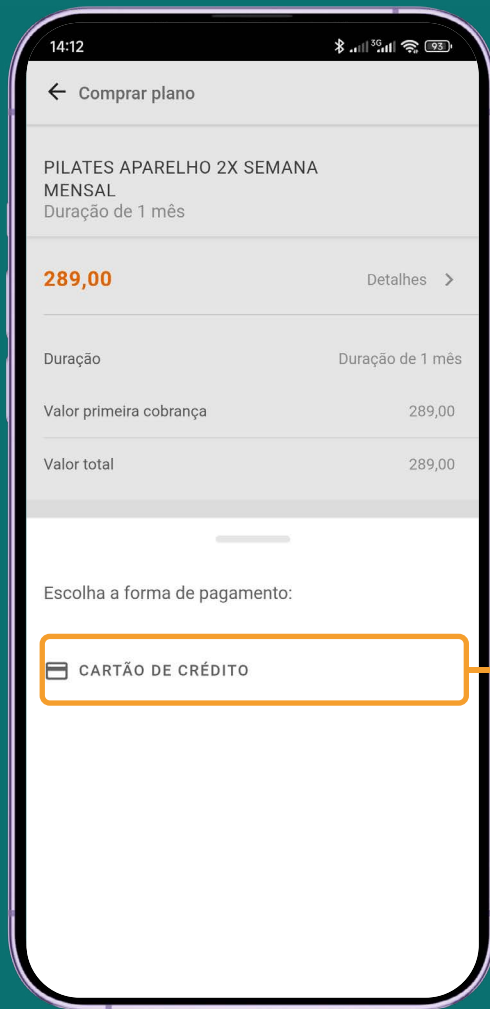 14:12 3G 93
Comprar plano
PILATES APARELHO 2X SEMANA
MENSAL
Duração de 1 mês
289,00 Detalhes
Duração Duração de 1 mês
Valor primeira cobrança 289,00
Valor total 289,00
Escolha a forma de pagamento:
CARTÃO DE CRÉDITO